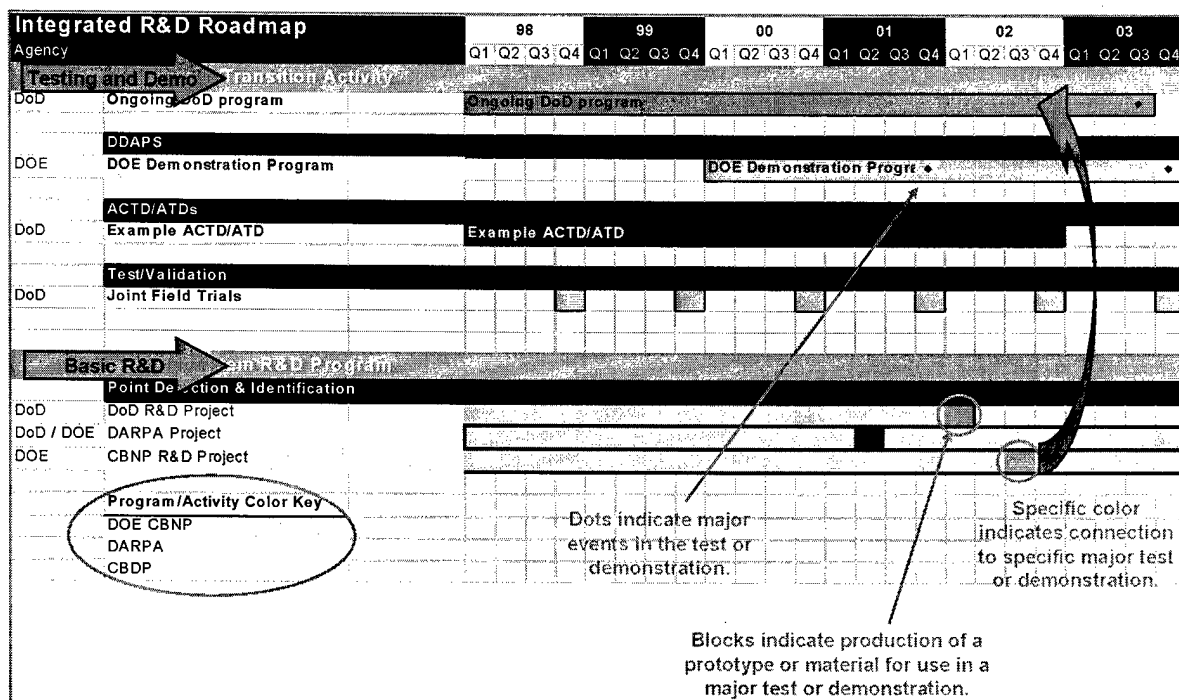 Integrated R&D Roadmap
98 99 00 01 02 03
Agency
Q1 Q2 Q3 Q4 Q1 Q2 Q3 Q4 Q1 Q2 Q3 Q4 Q1 Q2 Q3 Q4 Q1 Q2 Q3 Q4 Q1 Q2 Q3 Q4
Testing and Demo Transition Activity
DoD Ongoing DoD program Ongoing DoD program
DDAPS
DOE DOE Demonstration Program DOE Demonstration Progr
ACTD/ATDs
DoD Example ACTD/ATD Example ACTD/ATD
Test/Validation
DoD Joint Field Trials
Basic R&D R&D Program
Point & Identification
DoD DoD R&D Project
DoD / DOE DARPA Project
DOE CBNP R&D Project
Program/Activity Color Key
DOE CBNP
DARPA
CBDP
Dots indicate major
events in the test or
demonstration.
Specific color
indicates connection
to specific major test
or demonstration.
Blocks indicate production of a
prototype or material for use in a
major test or demonstration.